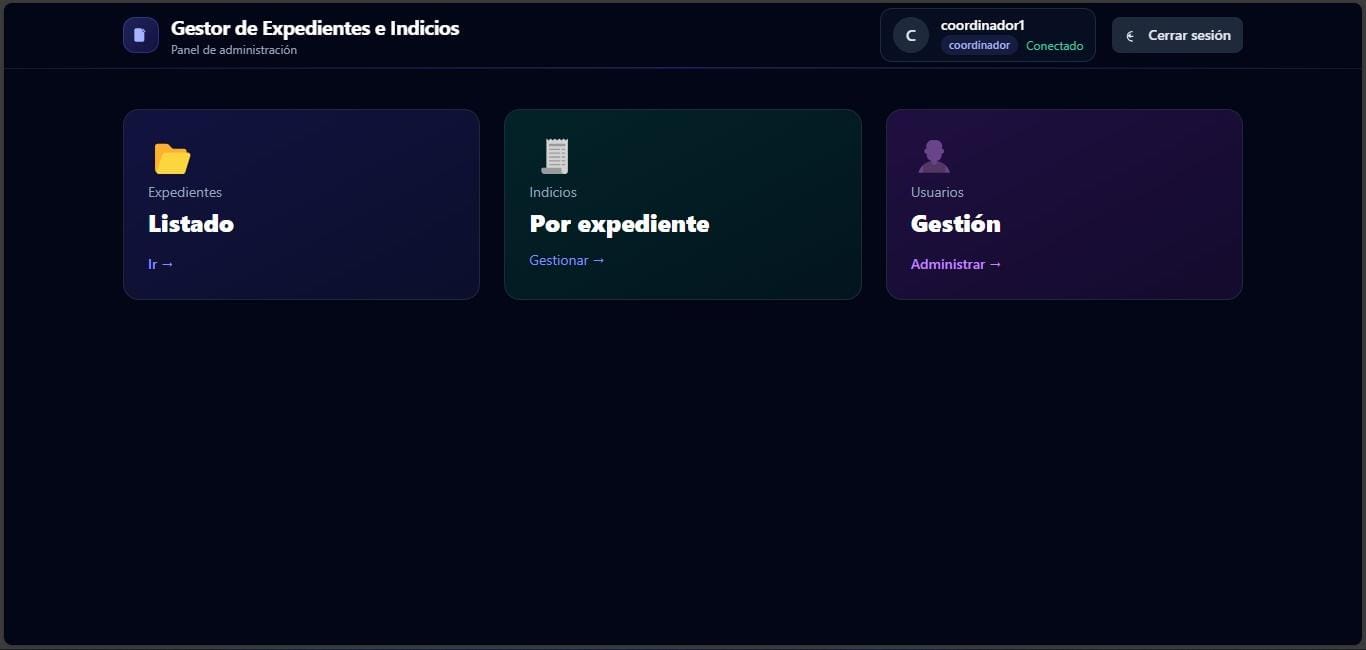 Gestor de Expedientes e Indicios
Panel de administración
C
coordinador1
coordinador
Conectado
Cerrar sesión
Expedientes
Listado
Ir →
Indicios
Por expediente
Gestionar →
Usuarios
Gestión
Administrar →